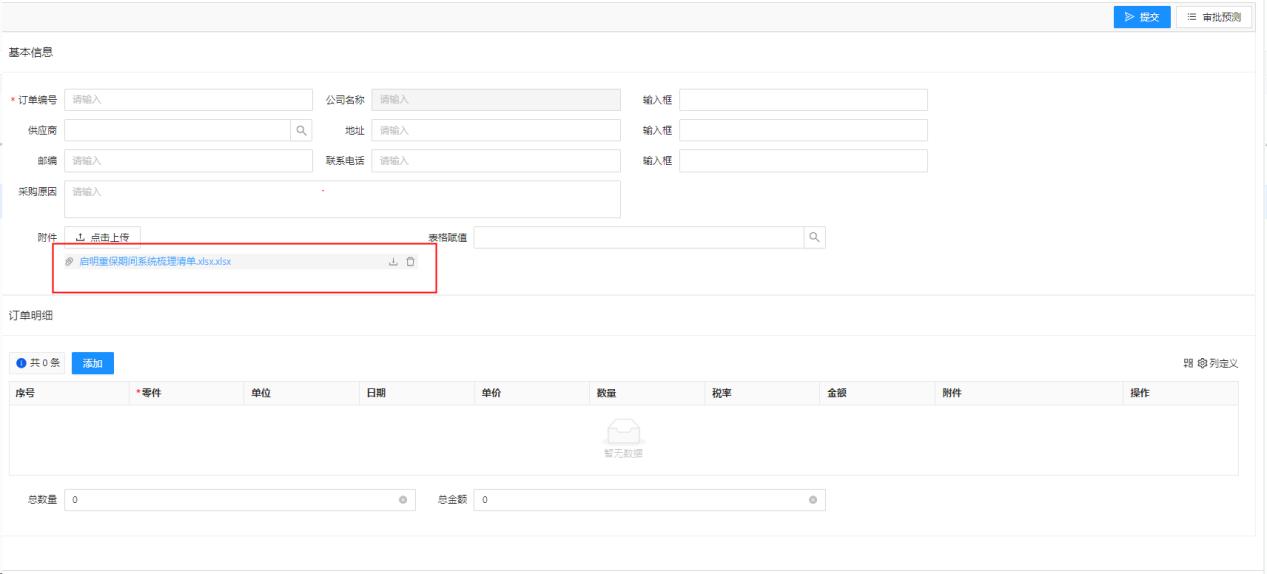 提交 审批预测
基本信息
* 订单编号 请输入 公司名称 请输入 输入框
供应商 地址 请输入 输入框
邮编 请输入 联系电话 请输入 输入框
采购原因 请输入
附件 点击上传 表格赋值
启明重保期间系统梳理清单.xlsx.xlsx
订单明细
共 0 条 添加 列定义
序号 *零件 单位 日期 单价 数量 税率 金额 附件 操作
暂无数据
总数量 0 总金额 0